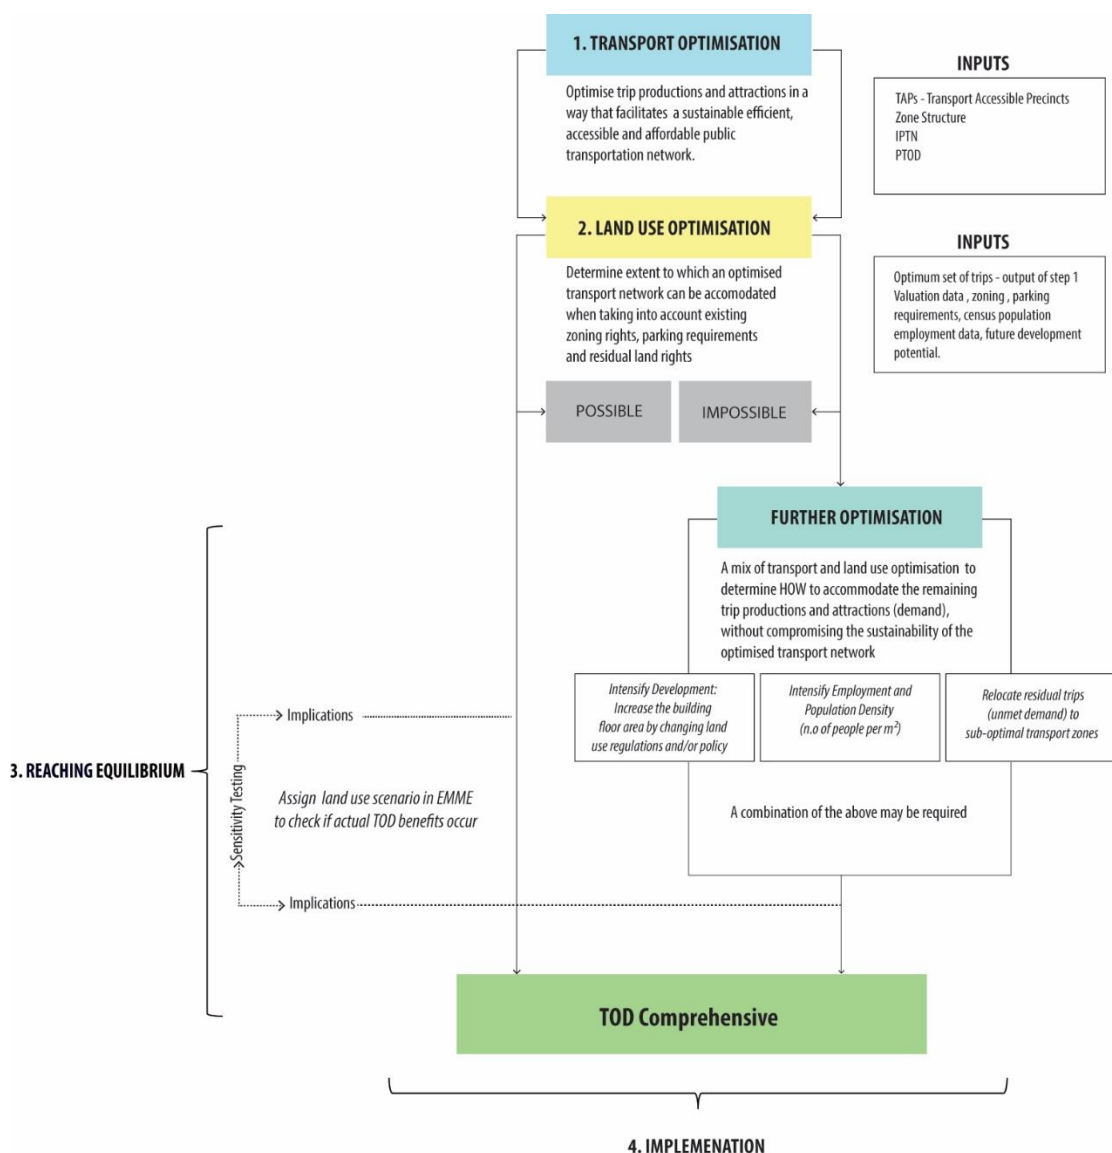 1. TRANSPORT OPTIMISATION
Optimise trip productions and attractions in a
way that facilitates a sustainable efficient,
accessible and affordable public
transportation network.
INPUTS
TAPs - Transport Accessible Precincts
Zone Structure
IPTN
PTOD
2. LAND USE OPTIMISATION
Determine extent to which an optimised
transport network can be accomodated
when taking into account existing
zoning rights, parking requirements
and residual land rights
INPUTS
Optimum set of trips - output of step 1
Valuation data , zoning , parking
requirements, census population
employment data, future development
potential.
POSSIBLE
IMPOSSIBLE
FURTHER OPTIMISATION
A mix of transport and land use optimisation to
determine HOW to accommodate the remaining
trip productions and attractions (demand),
without compromising the sustainability of the
optimised transport network
Intensify Development:
Increase the building
floor area by changing land
use regulations and/or policy
Intensify Employment and
Population Density
(n.o of people per m²)
Relocate residual trips
(unmet demand) to
sub-optimal transport zones
A combination of the above may be required
3. REACHING EQUILIBRIUM
Sensitivity Testing
Implications
Assign land use scenario in EMME
to check if actual TOD benefits occur
Implications
TOD Comprehensive
4. IMPLEMENATION